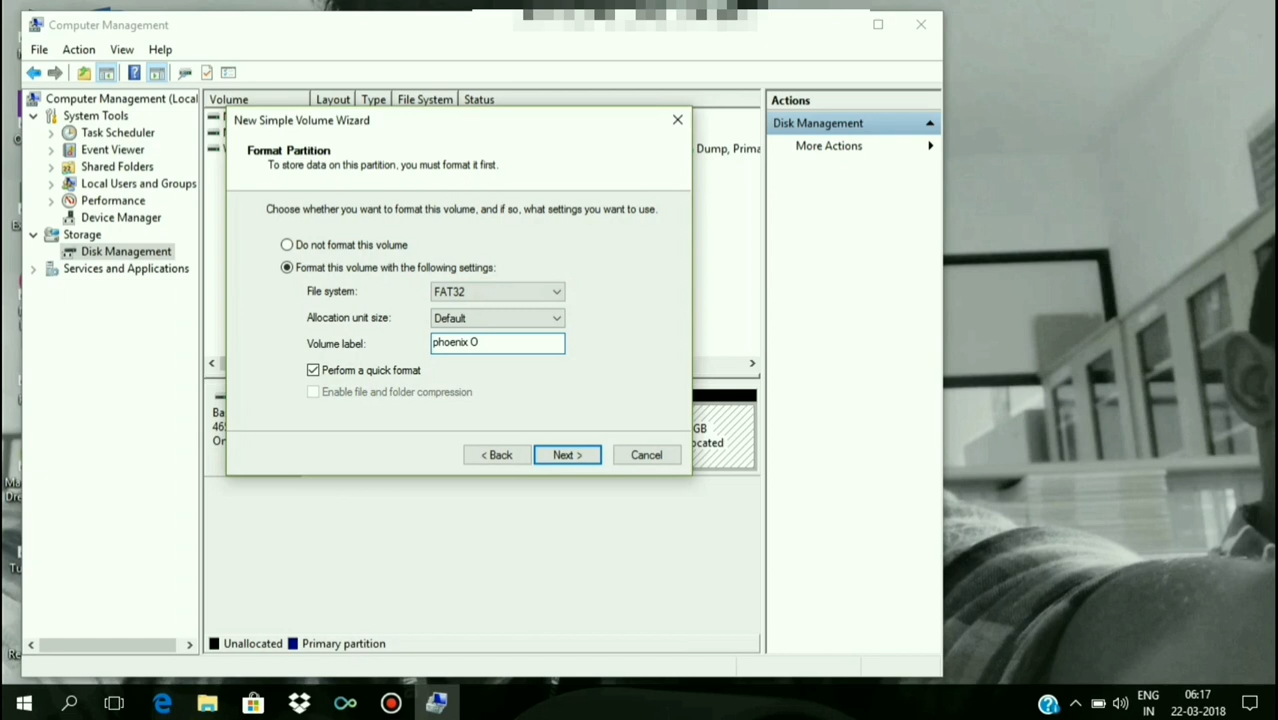 Computer Management
File Action View Help
Computer Management (Local
System Tools
Task Scheduler
Event Viewer
Shared Folders
Local Users and Groups
Performance
Device Manager
Storage
Disk Management
Services and Applications
Volume Layout Type File System Status
Dump, Prima
New Simple Volume Wizard
Format Partition
To store data on this partition, you must format it first.
Choose whether you want to format this volume, and if so, what settings you want to use.
Do not format this volume
Format this volume with the following settings:
File system: FAT32
Allocation unit size: Default
Volume label: phoenix O
Perform a quick format
Enable file and folder compression
< Back Next > Cancel
Ba
46
On
GB
ocated
Unallocated Primary partition
Actions
Disk Management
More Actions
ENG
IN
06:17
22-03-2018